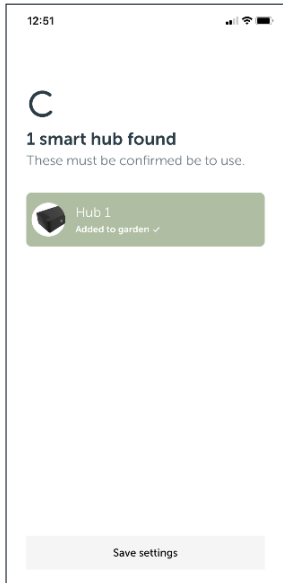 12:51
1 smart hub found
These must be confirmed be to use.
Hub 1
Added to garden ✓
Save settings